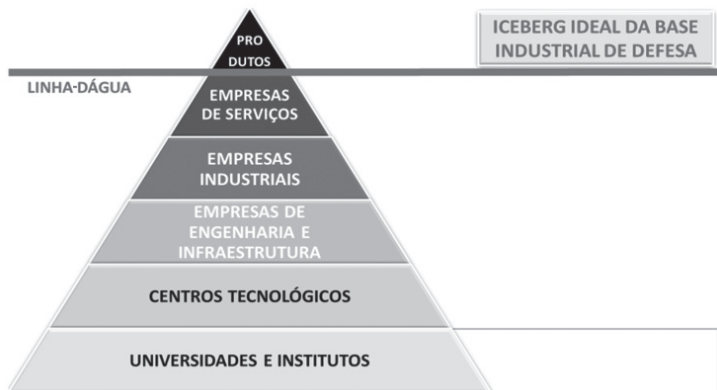 PRO
DUTOS
ICEBERG IDEAL DA BASE
INDUSTRIAL DE DEFESA
LINHA-DÁGUA
EMPRESAS
DE SERVIÇOS
EMPRESAS
INDUSTRIAIS
EMPRESAS DE
ENGENHARIA E
INFRAESTRUTURA
CENTROS TECNOLÓGICOS
UNIVERSIDADES E INSTITUTOS